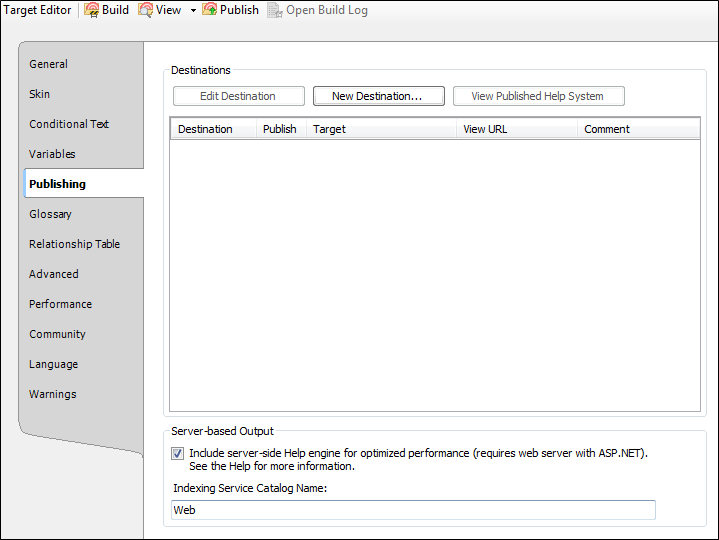 Target Editor Build View Publish Open Build Log
General
Skin
Conditional Text
Variables
Publishing
Glossary
Relationship Table
Advanced
Performance
Community
Language
Warnings
Destinations
Edit Destination New Destination... View Published Help System
Destination Publish Target View URL Comment
Server-based Output
Include server-side Help engine for optimized performance (requires web server with ASP.NET).
See the Help for more information.
Indexing Service Catalog Name:
Web